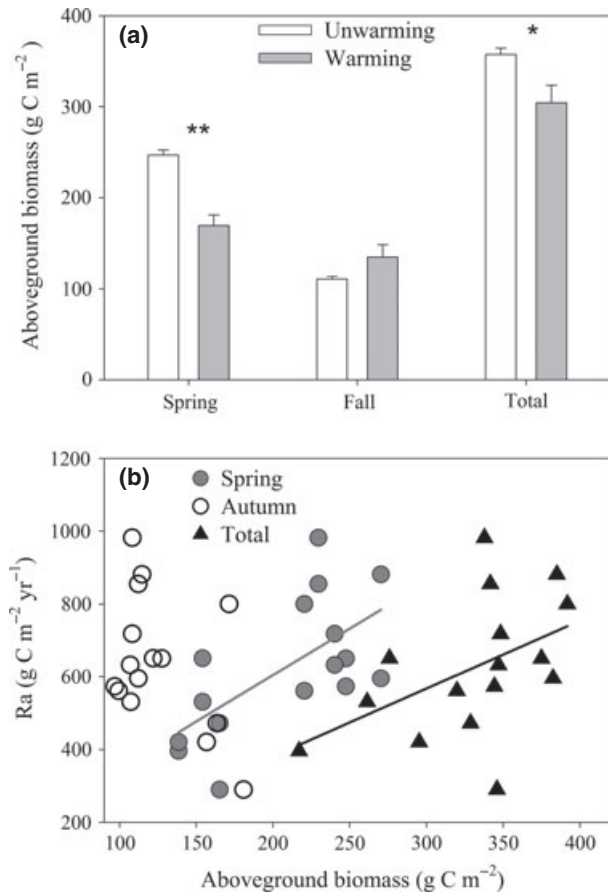 (a)
Unwarming
Warming
**
*
Aboveground biomass (g C m⁻²)
400
300
200
100
0
Spring Fall Total
(b)
Spring
Autumn
Total
Ra (g C m⁻² yr⁻¹)
1200
1000
800
600
400
200
100 150 200 250 300 350 400
Aboveground biomass (g C m⁻²)